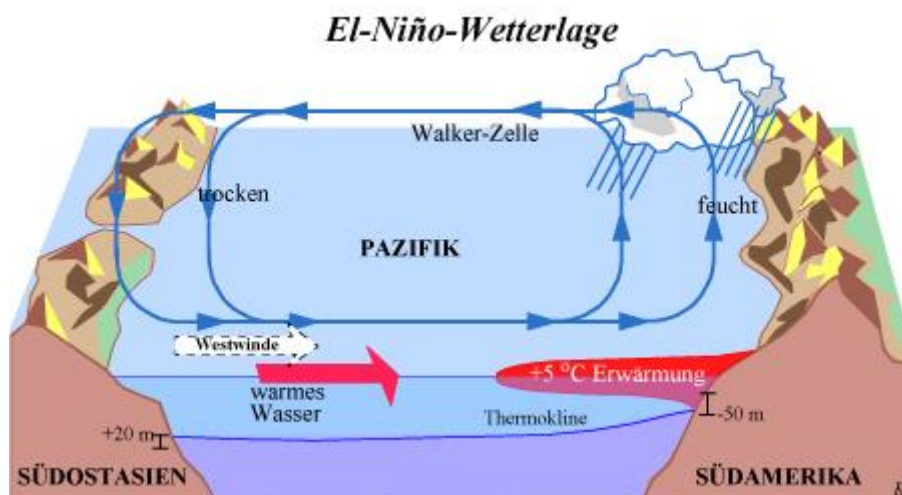 El-Niño-Wetterlage
Walker-Zelle
trocken
feucht
PAZIFIK
Westwinde
+5 °C Erwärmung
warmes
Wasser
Thermokline
-50 m
+20 m
SÜDOSTASIEN
SÜDAMERIKA